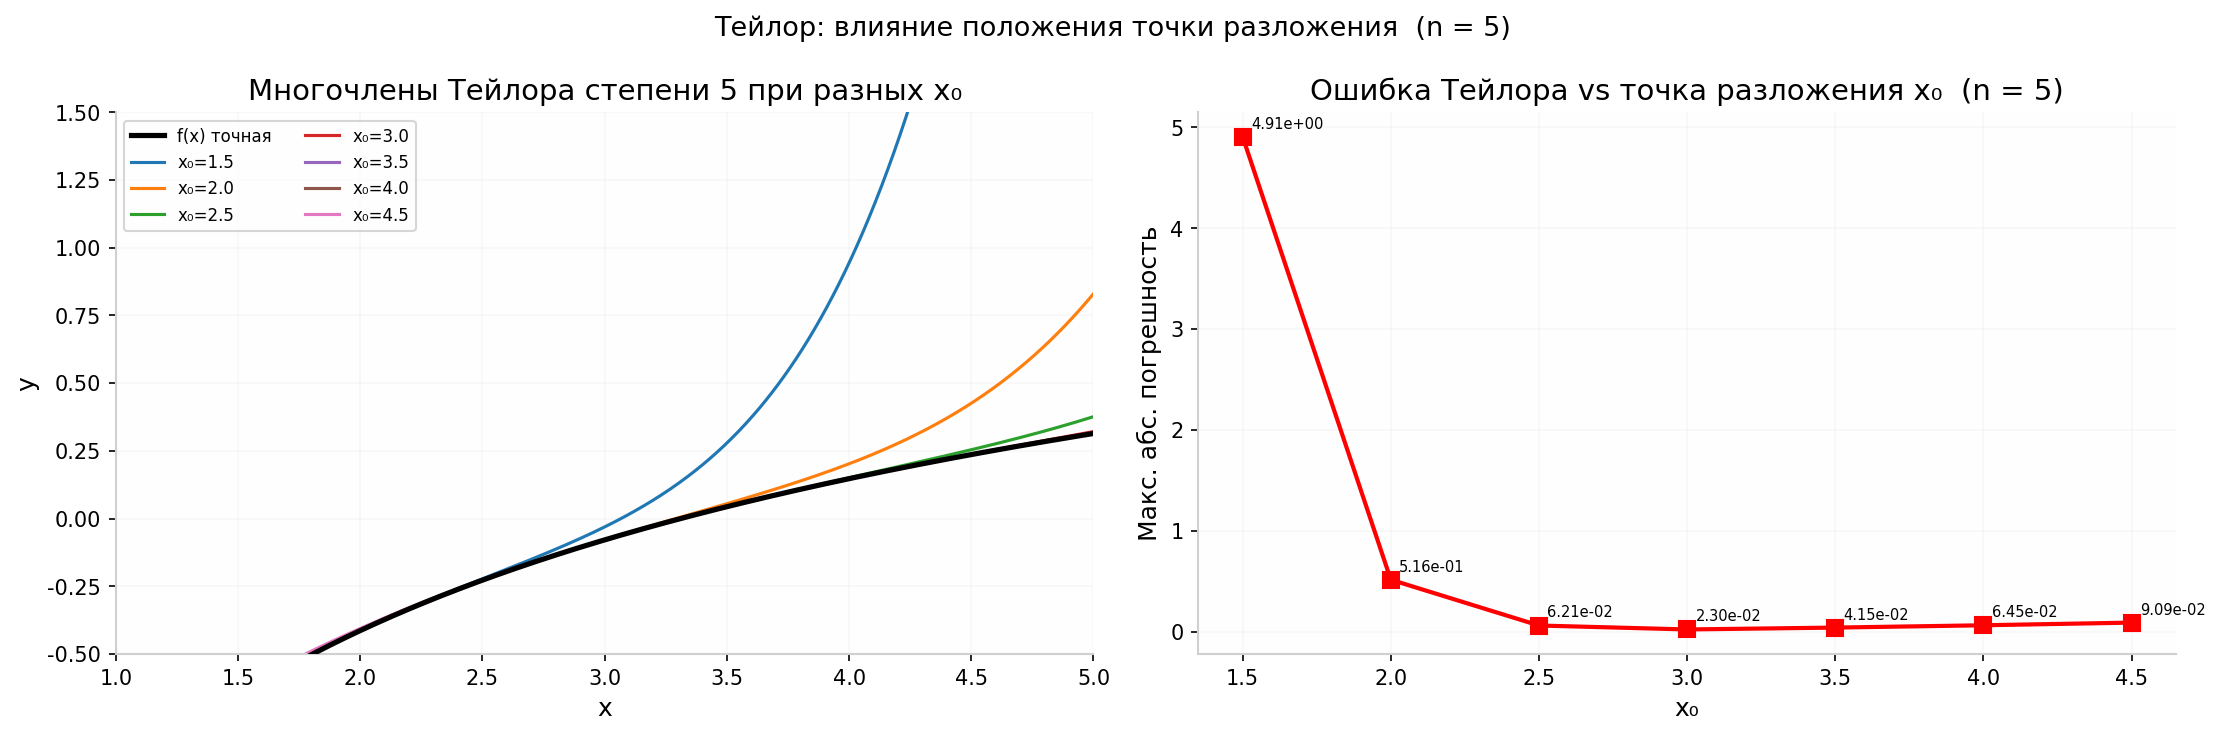 Тейлор: влияние положения точки разложения (n = 5)
Многочлены Тейлора степени 5 при разных x₀
f(x) точная
x₀=1.5
x₀=2.0
x₀=2.5
x₀=3.0
x₀=3.5
x₀=4.0
x₀=4.5
1.50
1.25
1.00
0.75
0.50
0.25
0.00
-0.25
-0.50
y
1.0 1.5 2.0 2.5 3.0 3.5 4.0 4.5 5.0
x
Ошибка Тейлора vs точка разложения x₀ (n = 5)
5
4
3
2
1
0
Макс. абс. погрешность
4.91e+00
5.16e-01
6.21e-02
2.30e-02
4.15e-02
6.45e-02
9.09e-02
1.5 2.0 2.5 3.0 3.5 4.0 4.5
x₀